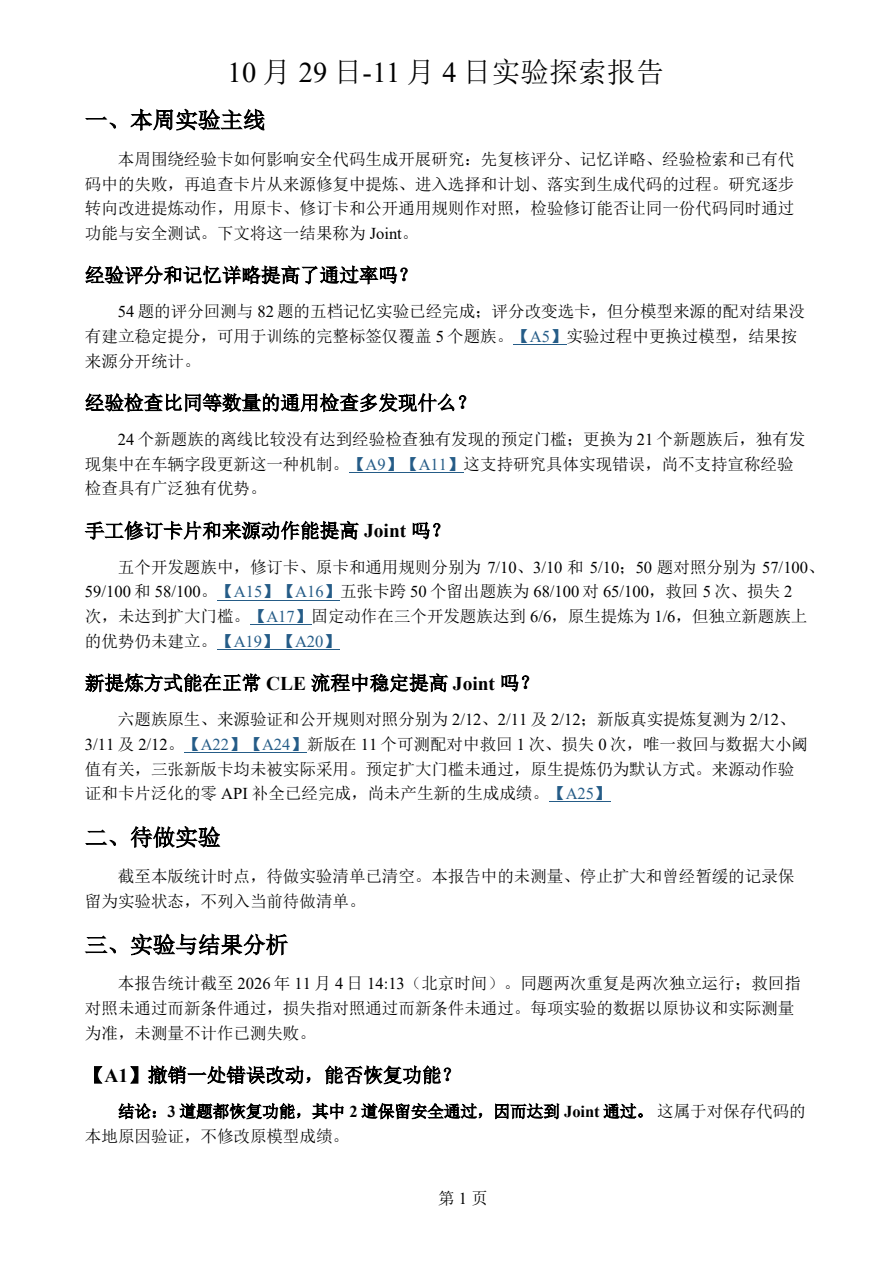 10 月 29 日-11 月 4 日实验探索报告
一、本周实验主线
本周围绕经验卡如何影响安全代码生成开展研究：先复核评分、记忆详略、经验检索和已有代
码中的失败，再追查卡片从来源修复中提炼、进入选择和计划、落实到生成代码的过程。研究逐步
转向改进提炼动作，用原卡、修订卡和公开通用规则作对照，检验修订能否让同一份代码同时通过
功能与安全测试。下文将这一结果称为 Joint。
经验评分和记忆详略提高了通过率吗？
54 题的评分回测与 82 题的五档记忆实验已经完成；评分改变选卡，但分模型来源的配对结果没
有建立稳定提分，可用于训练的完整标签仅覆盖 5 个题族。【A5】实验过程中更换过模型，结果按
来源分开统计。
经验检查比同等数量的通用检查多发现什么？
24 个新题族的离线比较没有达到经验检查独有发现的预定门槛；更换为 21 个新题族后，独有发
现集中在车辆字段更新这一种机制。【A9】【A11】这支持研究具体实现错误，尚不支持宣称经验
检查具有广泛独有优势。
手工修订卡片和来源动作能提高 Joint 吗？
五个开发题族中，修订卡、原卡和通用规则分别为 7/10、3/10 和 5/10；50 题对照分别为 57/100、
59/100 和 58/100。【A15】【A16】五张卡跨 50 个留出题族为 68/100 对 65/100，救回 5 次、损失 2
次，未达到扩大门槛。【A17】固定动作在三个开发题族达到 6/6，原生提炼为 1/6，但独立新题族上
的优势仍未建立。【A19】【A20】
新提炼方式能在正常 CLE 流程中稳定提高 Joint 吗？
六题族原生、来源验证和公开规则对照分别为 2/12、2/11 及 2/12；新版真实提炼复测为 2/12、
3/11 及 2/12。【A22】【A24】新版在 11 个可测配对中救回 1 次、损失 0 次，唯一救回与数据大小阈
值有关，三张新版卡均未被实际采用。预定扩大门槛未通过，原生提炼仍为默认方式。来源动作验
证和卡片泛化的零 API 补全已经完成，尚未产生新的生成成绩。【A25】
二、待做实验
截至本版统计时点，待做实验清单已清空。本报告中的未测量、停止扩大和曾经暂缓的记录保
留为实验状态，不列入当前待做清单。
三、实验与结果分析
本报告统计截至 2026 年 11 月 4 日 14:13（北京时间）。同题两次重复是两次独立运行；救回指
对照未通过而新条件通过，损失指对照通过而新条件未通过。每项实验的数据以原协议和实际测量
为准，未测量不计作已测失败。
【A1】撤销一处错误改动，能否恢复功能？
结论：3 道题都恢复功能，其中 2 道保留安全通过，因而达到 Joint 通过。 这属于对保存代码的
本地原因验证，不修改原模型成绩。
第 1 页